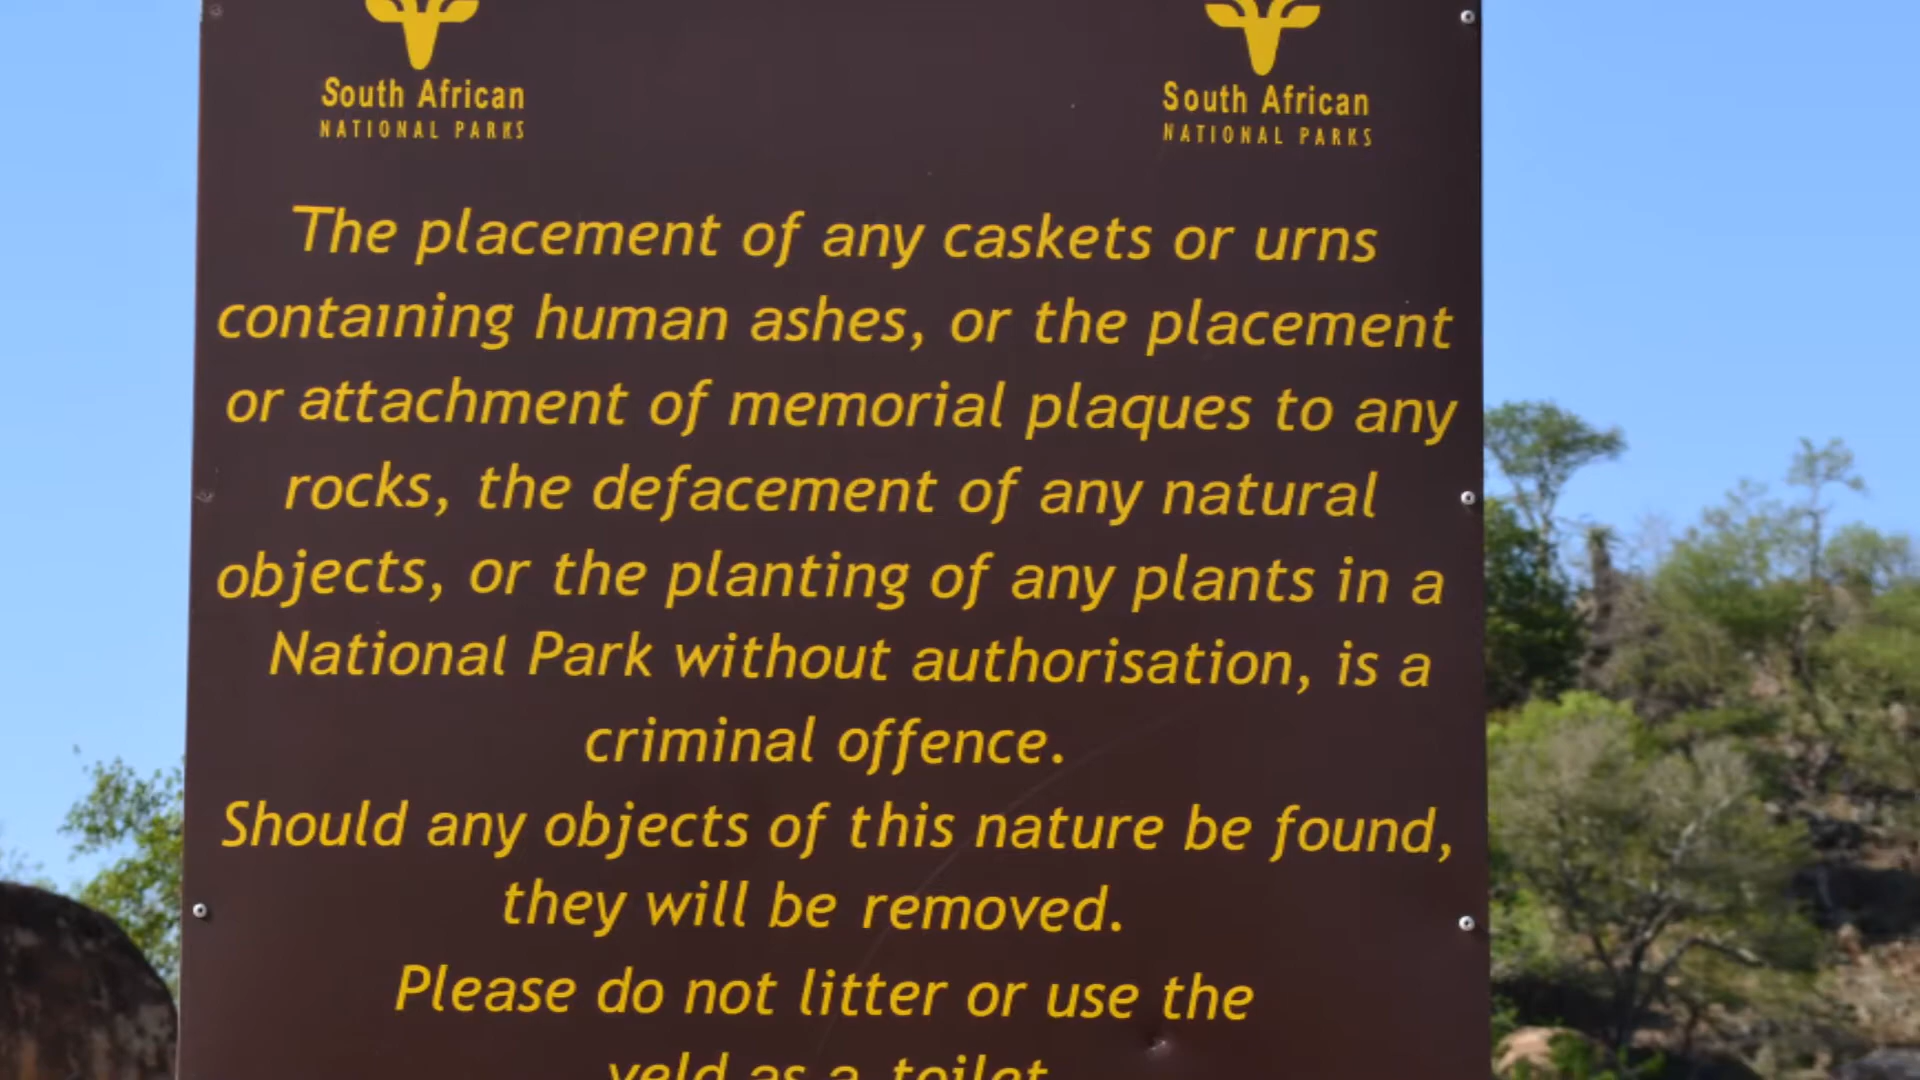 South African South African
NATIONAL PARKS NATIONAL PARKS
The placement of any caskets or urns
containing human ashes, or the placement
or attachment of memorial plaques to any
rocks, the defacement of any natural
objects, or the planting of any plants in a
National Park without authorisation, is a
criminal offence.
Should any objects of this nature be found,
they will be removed.
Please do not litter or use the
veld as a toilet